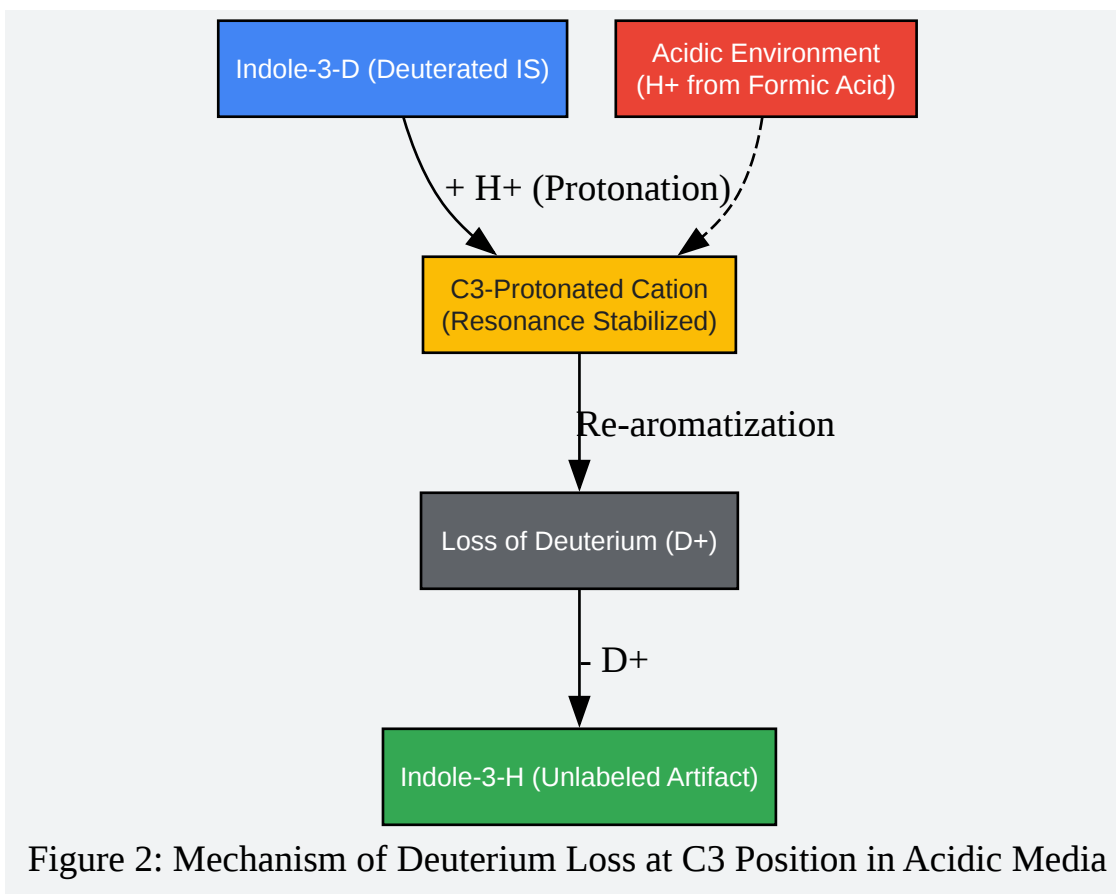 Indole-3-D (Deuterated IS)
Acidic Environment
(H+ from Formic Acid)
+ H+ (Protonation)
C3-Protonated Cation
(Resonance Stabilized)
Re-aromatization
Loss of Deuterium (D+)
- D+
Indole-3-H (Unlabeled Artifact)
Figure 2: Mechanism of Deuterium Loss at C3 Position in Acidic Media